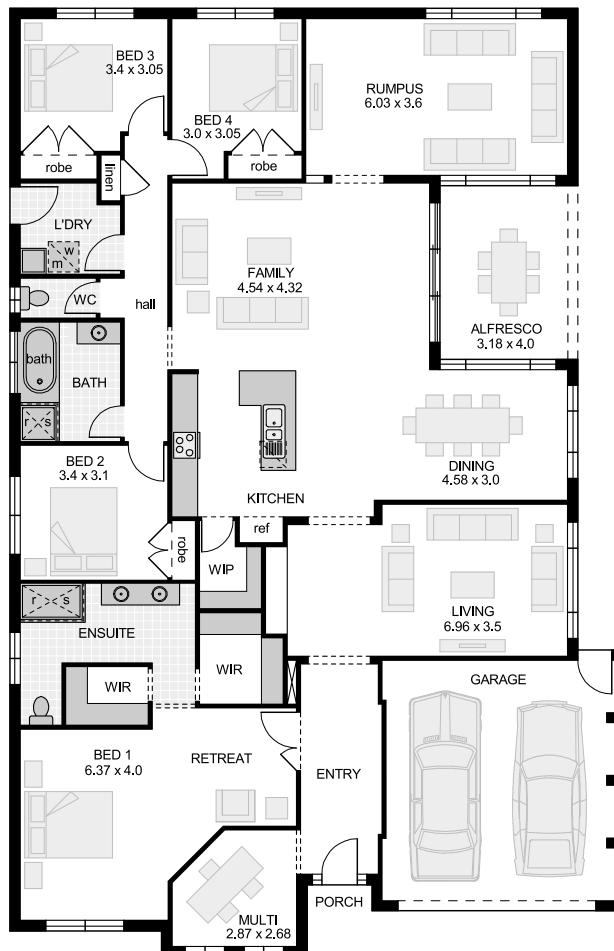 BED 3
3.4 x 3.05
BED 4
3.0 x 3.05
RUMPUS
6.03 x 3.6
robe
robe
linen
L'DRY
w
m
WC
hall
FAMILY
4.54 x 4.32
ALFRESCO
3.18 x 4.0
bath
BATH
r s
BED 2
3.4 x 3.1
KITCHEN
DINING
4.58 x 3.0
ref
robe
WIP
LIVING
6.96 x 3.5
r s
ENSUITE
WIR
WIR
GARAGE
BED 1
6.37 x 4.0
RETREAT
ENTRY
PORCH
MULTI
2.87 x 2.68